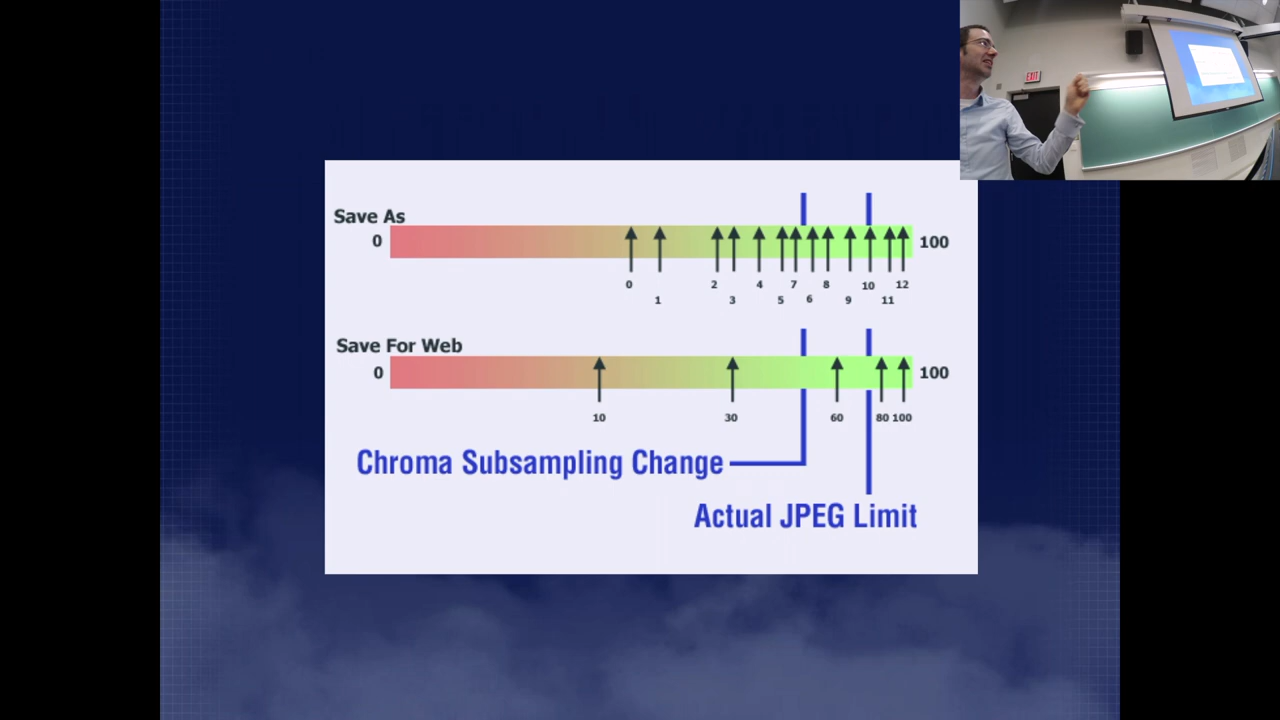 EXIT
Save As
0
100
0 2 4 7 8 10 12
1 3 5 6 9 11
Save For Web
0
100
10 30 60 80 100
Chroma Subsampling Change
Actual JPEG Limit